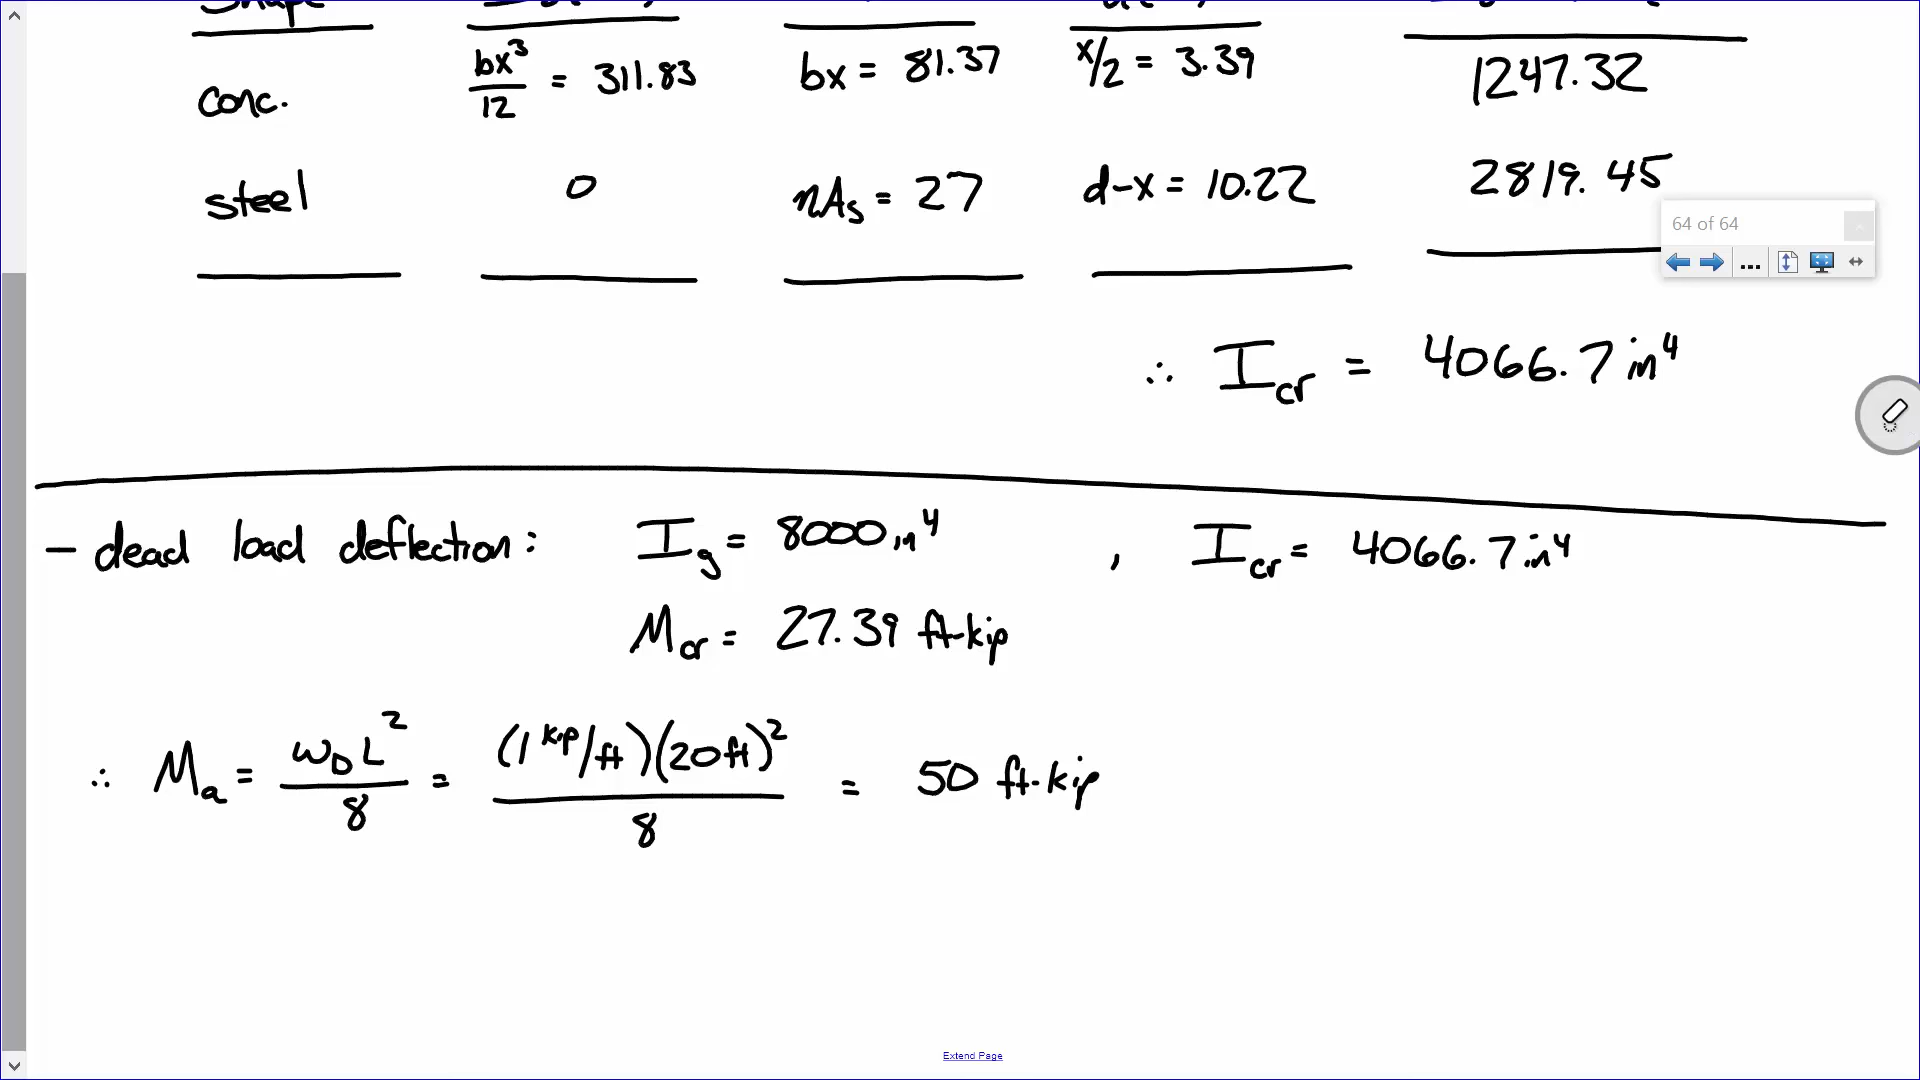 Shape
conc. bx³/12 = 311.83 bx = 81.37 x/2 = 3.39 1247.32
steel 0 nAs = 27 d-x = 10.22 2819.45
64 of 64
∴ Icr = 4066.7 in⁴
- dead load deflection: Ig = 8000 in⁴ , Icr = 4066.7 in⁴
Mcr = 27.39 ft-kip
∴ Ma = wDL²/8 = (1 kip/ft)(20ft)²/8 = 50 ft-kip
Extend Page